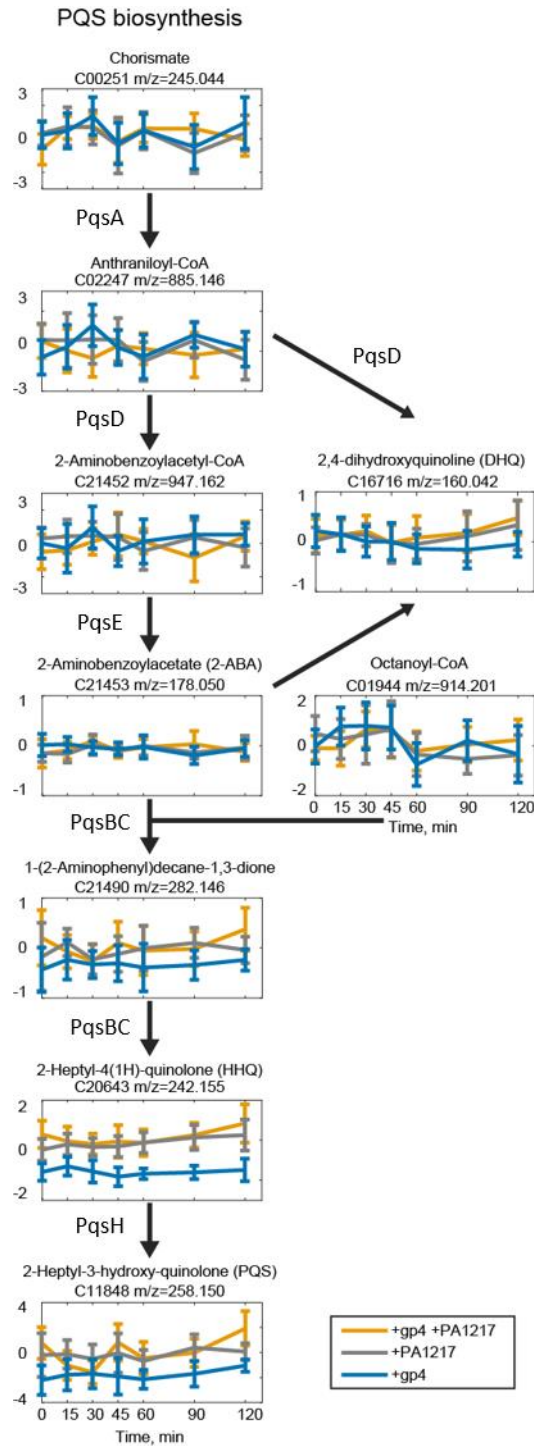 PQS biosynthesis
Chorismate
C00251 m/z=245.044
3
0
-3
PqsA
Anthraniloyl-CoA
C02247 m/z=885.146
3
0
-3
PqsD
PqsD
2-Aminobenzoylacetyl-CoA
C21452 m/z=947.162
3
0
-3
2,4-dihydroxyquinoline (DHQ)
C16716 m/z=160.042
1
0
-1
PqsE
2-Aminobenzoylacetate (2-ABA)
C21453 m/z=178.050
1
0
-1
Octanoyl-CoA
C01944 m/z=914.201
2
0
-2
0 15 30 45 60 90 120
Time, min
PqsBC
1-(2-Aminophenyl)decane-1,3-dione
C21490 m/z=282.146
1
0
-1
PqsBC
2-Heptyl-4(1H)-quinolone (HHQ)
C20643 m/z=242.155
2
0
-2
PqsH
2-Heptyl-3-hydroxy-quinolone (PQS)
C11848 m/z=258.150
4
0
-4
0 15 30 45 60 90 120
Time, min
+gp4 +PA1217
+PA1217
+gp4